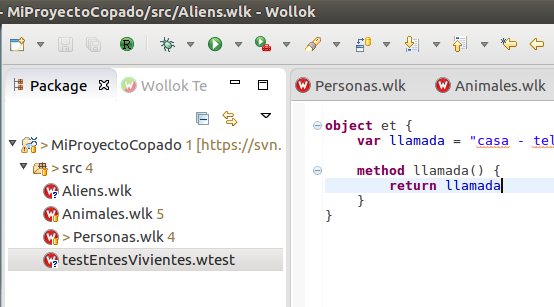 - MiProyectoCopado/src/Aliens.wlk - Wollok
Package
Wollok Te
Personas.wlk
Animales.wlk
> MiProyectoCopado 1 [https://svn.
> src 4
Aliens.wlk
Animales.wlk 5
> Personas.wlk 4
testEntesVivientes.wtest
object et {
var llamada = "casa - tel
method llamada() {
return llamada
}
}